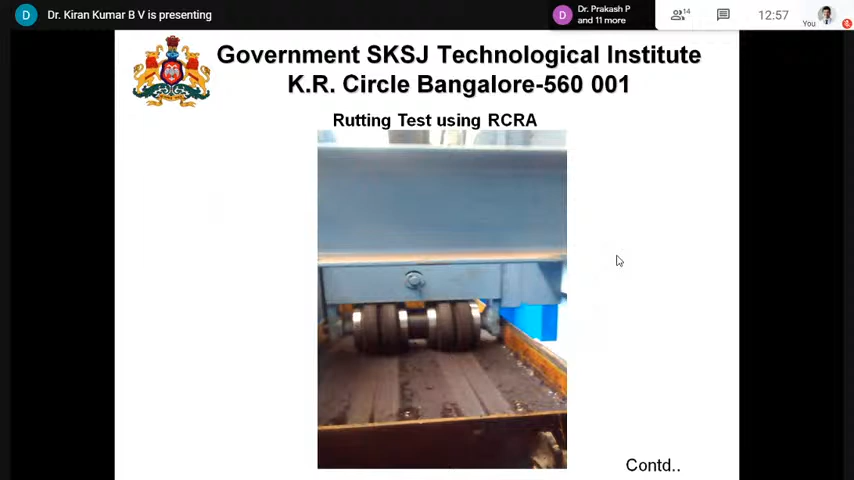 D Dr. Kiran Kumar B V is presenting
D Dr. Prakash P
and 11 more
14
12:57
You
Government SKSJ Technological Institute
K.R. Circle Bangalore-560 001
Rutting Test using RCRA
Contd..